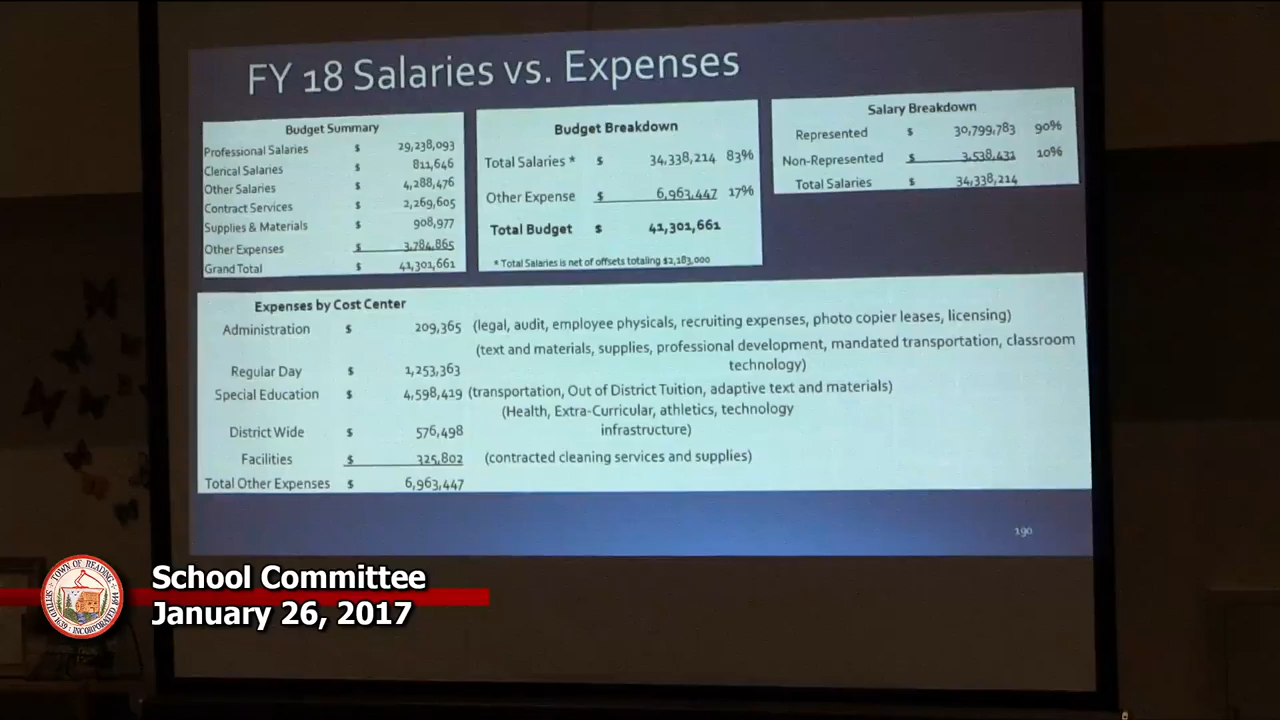 FY 18 Salaries vs. Expenses
Budget Summary
Professional Salaries $ 29,238,093
Clerical Salaries $ 811,646
Other Salaries $ 4,288,476
Contract Services $ 2,269,605
Supplies & Materials $ 908,977
Other Expenses $ 3,784,865
Grand Total $ 41,301,661
Budget Breakdown
Total Salaries * $ 34,338,214 83%
Other Expense $ 6,963,447 17%
Total Budget $ 41,301,661
* Total Salaries is net of offsets totaling $2,183,000
Salary Breakdown
Represented $ 30,799,783 90%
Non-Represented $ 3,538,431 10%
Total Salaries $ 34,338,214
Expenses by Cost Center
Administration $ 209,365 (legal, audit, employee physicals, recruiting expenses, photo copier leases, licensing)
(text and materials, supplies, professional development, mandated transportation, classroom
technology)
Regular Day $ 1,253,363
Special Education $ 4,598,419 (transportation, Out of District Tuition, adaptive text and materials)
(Health, Extra-Curricular, athletics, technology
infrastructure)
District Wide $ 576,498
Facilities $ 325,802 (contracted cleaning services and supplies)
Total Other Expenses $ 6,963,447
190
TOWN OF READING
SETTLED 1639 INCORPORATED 1644
School Committee
January 26, 2017